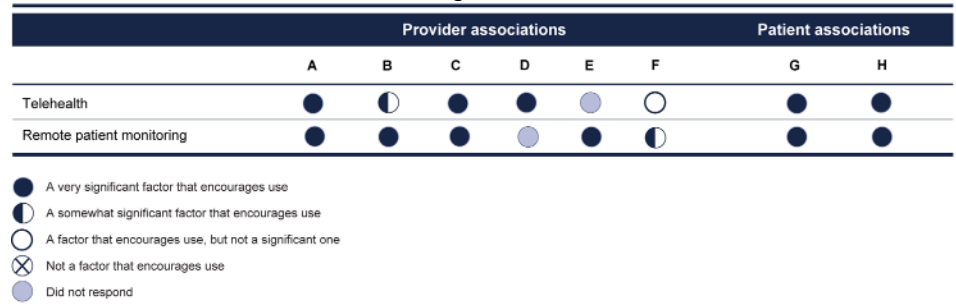 Provider associations Patient associations
A B C D E F G H
Telehealth
Remote patient monitoring
A very significant factor that encourages use
A somewhat significant factor that encourages use
A factor that encourages use, but not a significant one
Not a factor that encourages use
Did not respond